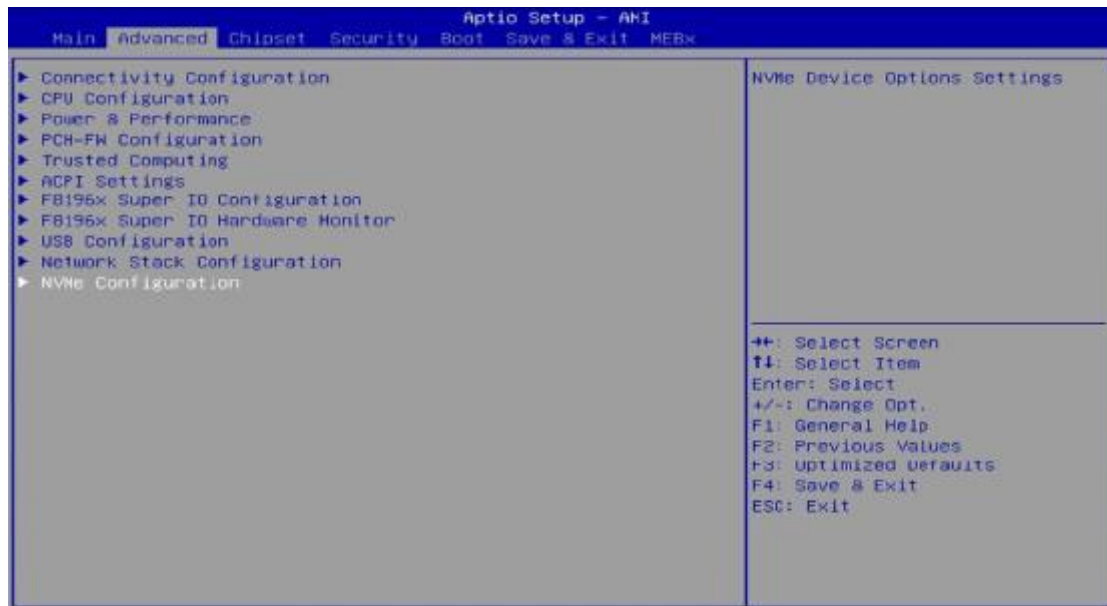 Aptio Setup - AMI
Main Advanced Chipset Security Boot Save & Exit MEBx
▶ Connectivity Configuration
▶ CPU Configuration
▶ Power & Performance
▶ PCH-FW Configuration
▶ Trusted Computing
▶ ACPI Settings
▶ F8196x Super IO Configuration
▶ F8196x Super IO Hardware Monitor
▶ USB Configuration
▶ Network Stack Configuration
▶ NVMe Configuration
NVMe Device Options Settings
→←: Select Screen
↑↓: Select Item
Enter: Select
+/-: Change Opt.
F1: General Help
F2: Previous Values
F3: Optimized Defaults
F4: Save & Exit
ESC: Exit